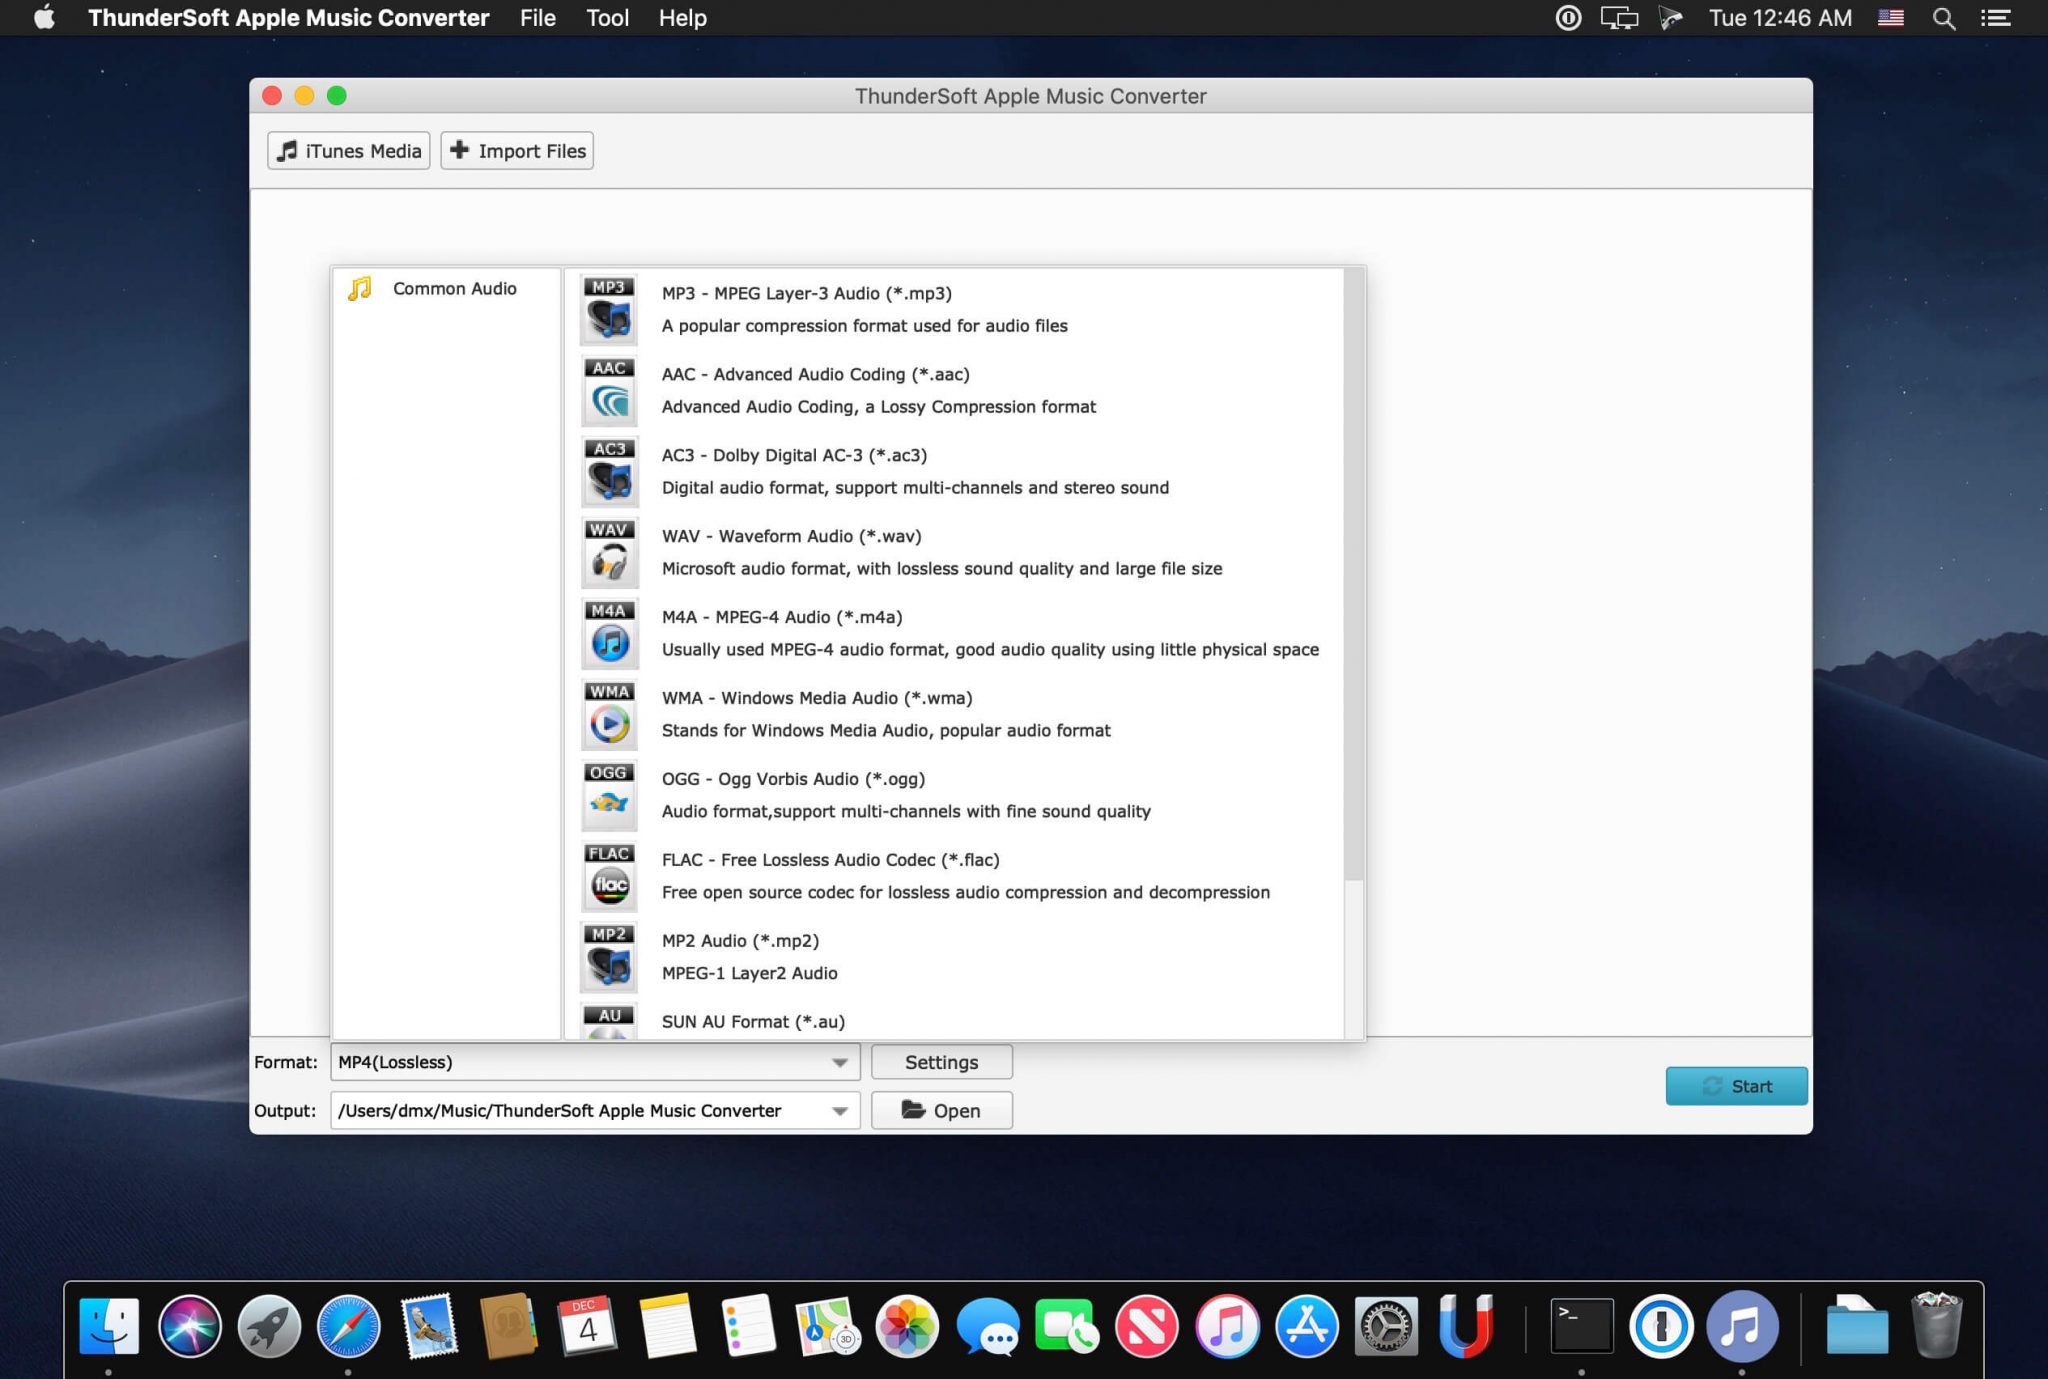 ThunderSoft Apple Music Converter File Tool Help Tue 12:46 AM
ThunderSoft Apple Music Converter
iTunes Media Import Files
Common Audio
MP3
MP3 - MPEG Layer-3 Audio (*.mp3)
A popular compression format used for audio files
AAC
AAC - Advanced Audio Coding (*.aac)
Advanced Audio Coding, a Lossy Compression format
AC3
AC3 - Dolby Digital AC-3 (*.ac3)
Digital audio format, support multi-channels and stereo sound
WAV
WAV - Waveform Audio (*.wav)
Microsoft audio format, with lossless sound quality and large file size
M4A
M4A - MPEG-4 Audio (*.m4a)
Usually used MPEG-4 audio format, good audio quality using little physical space
WMA
WMA - Windows Media Audio (*.wma)
Stands for Windows Media Audio, popular audio format
OGG
OGG - Ogg Vorbis Audio (*.ogg)
Audio format,support multi-channels with fine sound quality
FLAC
flac
FLAC - Free Lossless Audio Codec (*.flac)
Free open source codec for lossless audio compression and decompression
MP2
MP2 Audio (*.mp2)
MPEG-1 Layer2 Audio
AU
SUN AU Format (*.au)
Format: MP4(Lossless) Settings
Start
Output: /Users/dmx/Music/ThunderSoft Apple Music Converter Open
DEC
4
3D
>_